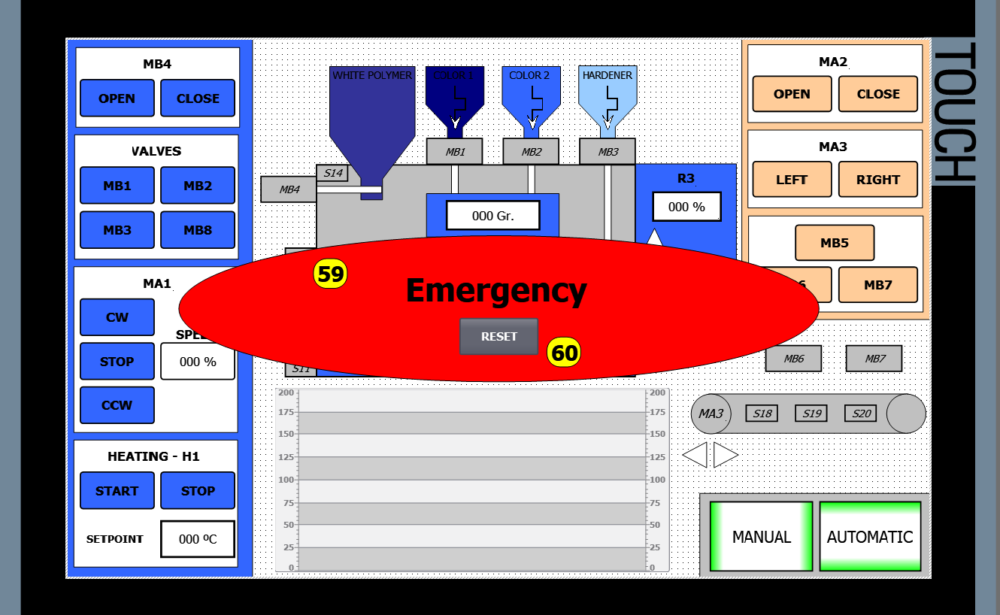 MB4
OPEN
CLOSE
VALVES
MB1
MB2
MB3
MB8
MA1
CW
STOP
000 %
CCW
HEATING - H1
START
STOP
SETPOINT
000 ºC
WHITE POLYMER
COLOR 1
COLOR 2
HARDENER
MB1
MB2
MB3
S14
MB4
R3
000 %
000 Gr.
59
Emergency
RESET
60
S11
200
175
150
125
100
75
50
25
0
200
175
150
125
100
75
50
25
0
MA2
OPEN
CLOSE
MA3
LEFT
RIGHT
MB5
MB7
MB6
MB7
MA3
S18
S19
S20
MANUAL
AUTOMATIC
TOUCH